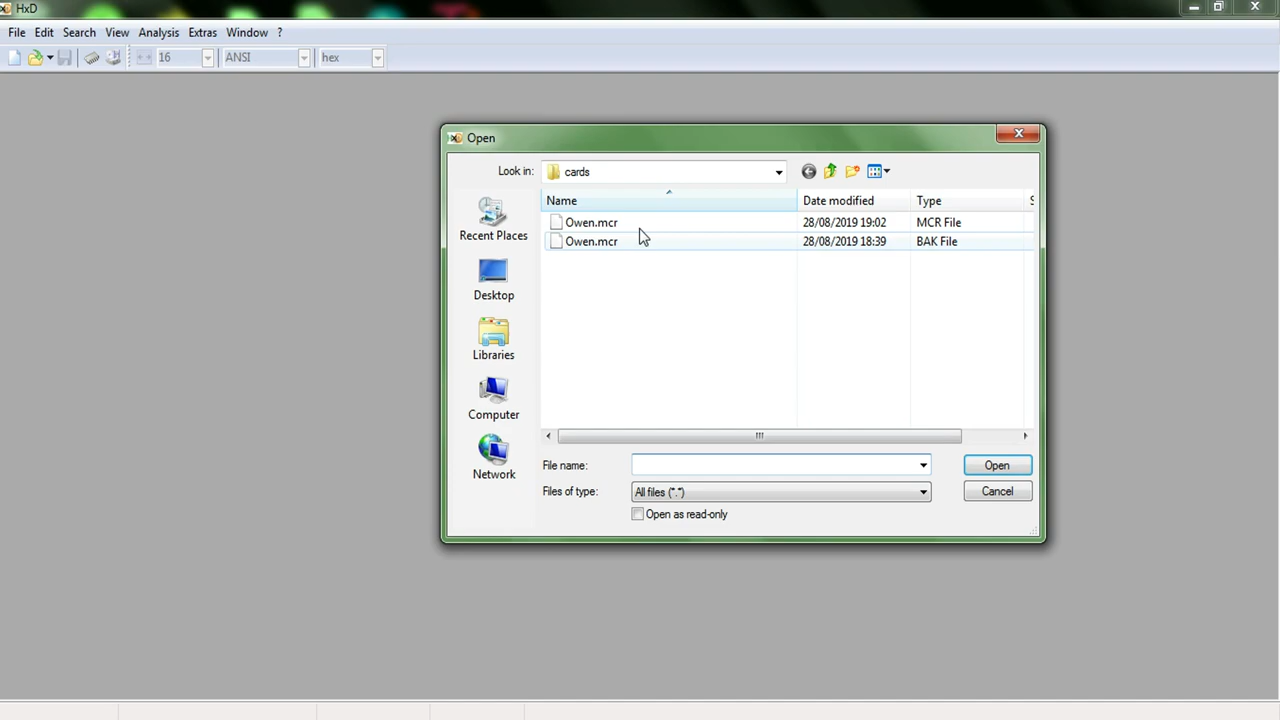 HxD
File Edit Search View Analysis Extras Window ?
16 ANSI hex
Open
Look in: cards
Name Date modified Type S
Owen.mcr 28/08/2019 19:02 MCR File
Owen.mcr 28/08/2019 18:39 BAK File
Recent Places
Desktop
Libraries
Computer
Network
File name: Open
Files of type: All files (*.*) Cancel
Open as read-only